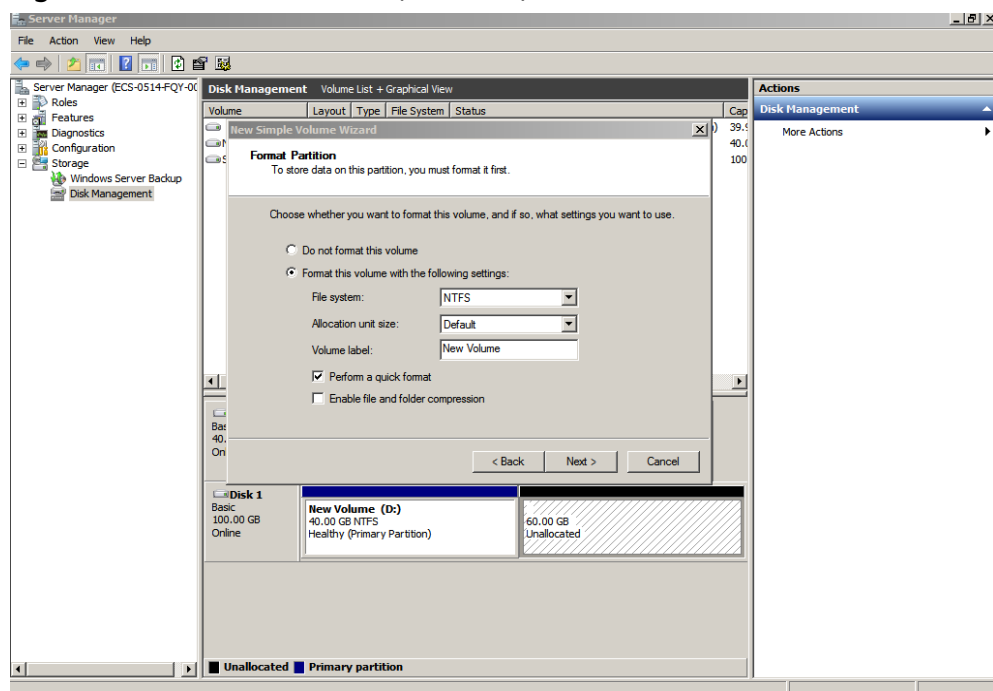 Server Manager
File Action View Help
Server Manager (ECS-0514-FQY-00
Roles
Features
Diagnostics
Configuration
Storage
Windows Server Backup
Disk Management
Disk Management Volume List + Graphical View
Volume Layout Type File System Status Cap
39.9
40.0
100
New Simple Volume Wizard
Format Partition
To store data on this partition, you must format it first.
Choose whether you want to format this volume, and if so, what settings you want to use.
Do not format this volume
Format this volume with the following settings:
File system: NTFS
Allocation unit size: Default
Volume label: New Volume
Perform a quick format
Enable file and folder compression
< Back Next > Cancel
Bas
40.
On
Disk 1
Basic
100.00 GB
Online
New Volume (D:)
40.00 GB NTFS
Healthy (Primary Partition)
60.00 GB
Unallocated
Unallocated Primary partition
Actions
Disk Management
More Actions